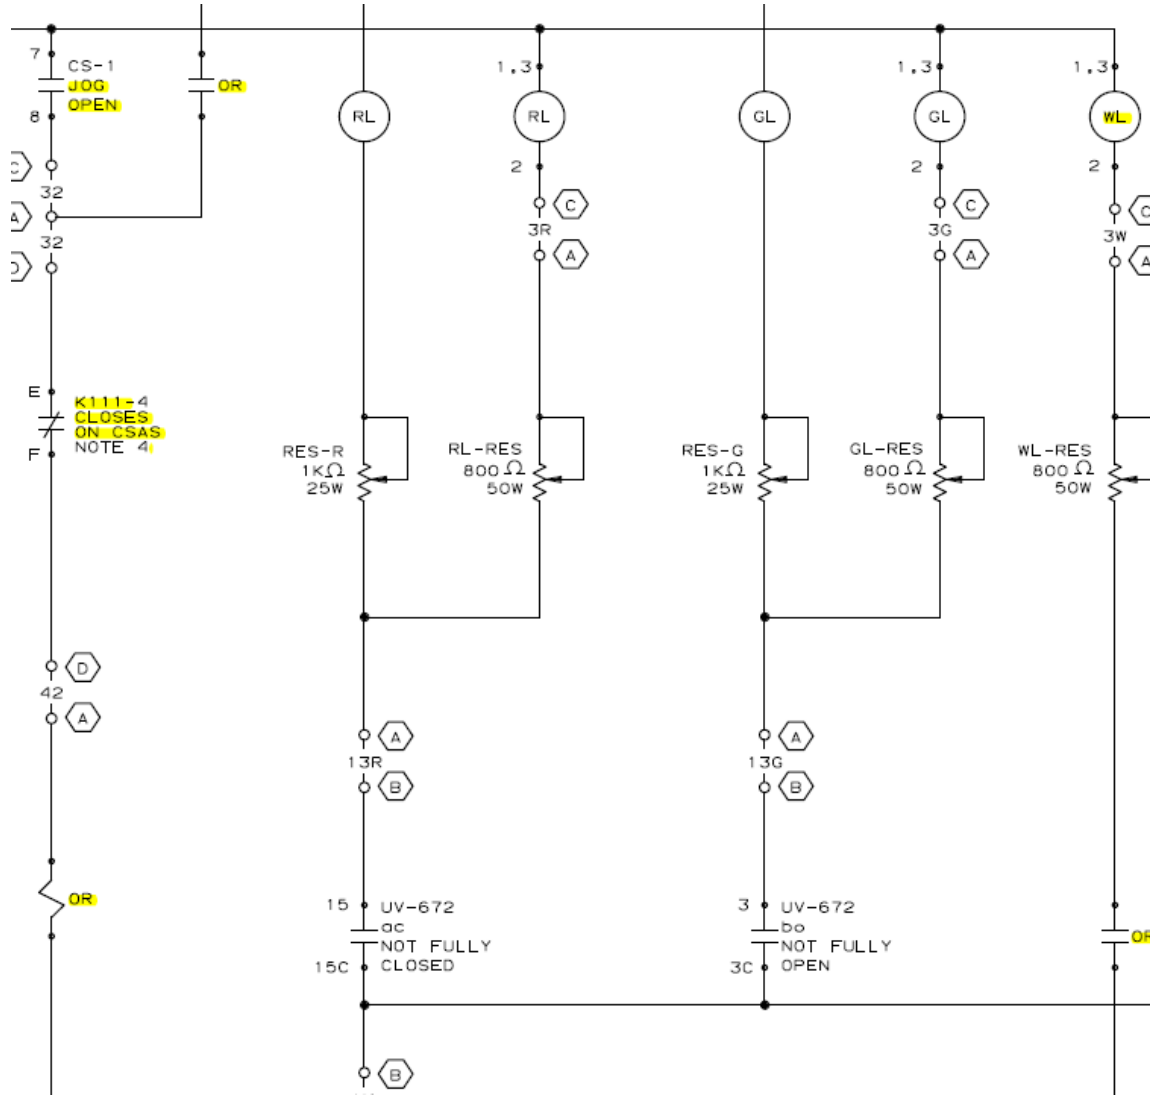 7
CS-1
JOG
OPEN
8
OR
RL
1,3
RL
2
GL
1,3
GL
2
1,3
WL
2
C
32
A
32
D
C
3R
A
C
3G
A
C
3W
A
E
K111-4
CLOSES
ON CSAS
NOTE 4
F
RES-R
1KΩ
25W
RL-RES
800Ω
50W
RES-G
1KΩ
25W
GL-RES
800Ω
50W
WL-RES
800Ω
50W
D
42
A
A
13R
B
A
13G
B
OR
15
UV-672
ac
NOT FULLY
CLOSED
15C
3
UV-672
bo
NOT FULLY
OPEN
3C
OR
B